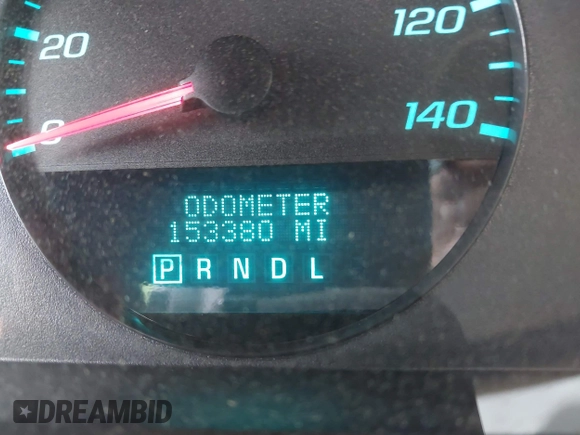 20
120
0
140
ODOMETER
153380 MI
P R N D L
DREAMBID